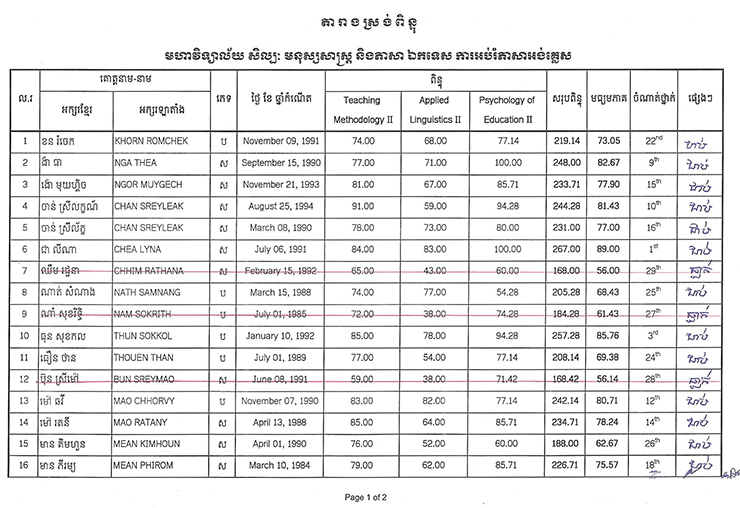 តារាងស្រង់ពិន្ទុ
មហាវិទ្យាល័យ សិល្បៈ មនុស្សសាស្ត្រ និងភាសា ឯកទេស ការអប់រំភាសាអង់គ្លេស
ល.រ គោត្តនាម-នាម ភេទ ថ្ងៃ ខែ ឆ្នាំកំណើត ពិន្ទុ សរុបពិន្ទុ មធ្យមភាគ ចំណាត់ថ្នាក់ ផ្សេងៗ
អក្សរខ្មែរ អក្សរឡាតាំង Teaching Methodology II Applied Linguistics II Psychology of Education II
1 ខន រំចេក KHORN ROMCHEK ប November 09, 1991 74.00 68.00 77.14 219.14 73.05 22nd ជាប់
2 ង៉ា ធា NGA THEA ស September 15, 1990 77.00 71.00 100.00 248.00 82.67 9th ជាប់
3 ង៉ោ មុយហ្គិច NGOR MUYGECH ស November 21, 1993 81.00 67.00 85.71 233.71 77.90 15th ជាប់
4 ចាន់ ស្រីលក្ខណ៍ CHAN SREYLEAK ស August 25, 1994 91.00 59.00 94.28 244.28 81.43 10th ជាប់
5 ចាន់ ស្រីល័ក្ខ CHAN SREYLEAK ស March 08, 1990 78.00 73.00 80.00 231.00 77.00 16th ជាប់
6 ជា លីណា CHEA LYNA ស July 06, 1991 84.00 83.00 100.00 267.00 89.00 1st ជាប់
7 ឈឹម រដ្ឋនា CHHIM RATHANA ស February 15, 1992 65.00 43.00 60.00 168.00 56.00 29th ធ្លាក់
8 ណាត់ សំណាង NATH SAMNANG ប March 15, 1988 74.00 77.00 54.28 205.28 68.43 25th ជាប់
9 ណាំ សុខរិទ្ធិ NAM SOKRITH ប July 01, 1985 72.00 38.00 74.28 184.28 61.43 27th ធ្លាក់
10 ធុន សុខកល THUN SOKKOL ប January 10, 1992 85.00 78.00 94.28 257.28 85.76 3rd ជាប់
11 ធឿន ថាន THOUEN THAN ប July 01, 1989 77.00 54.00 77.14 208.14 69.38 24th ជាប់
12 ប៊ុន ស្រីម៉ៅ BUN SREYMAO ស June 08, 1991 59.00 38.00 71.42 168.42 56.14 28th ធ្លាក់
13 ម៉ៅ ឆវី MAO CHHORVY ប November 07, 1990 83.00 82.00 77.14 242.14 80.71 12th ជាប់
14 ម៉ៅ រតនី MAO RATANY ស April 13, 1988 85.00 64.00 85.71 234.71 78.24 14th ជាប់
15 មាន គិមហួន MEAN KIMHOUN ស April 01, 1990 76.00 52.00 60.00 188.00 62.67 26th ជាប់
16 មាន ភីរម្យ MEAN PHIROM ស March 10, 1984 79.00 62.00 85.71 226.71 75.57 18th ជាប់
Page 1 of 2